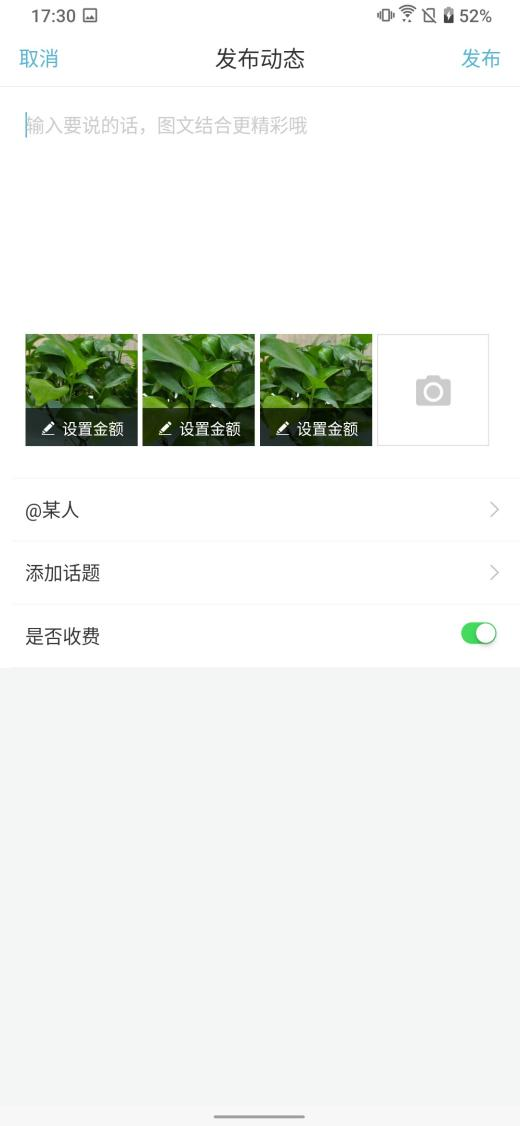 17:30 52%
取消 发布动态 发布
输入要说的话，图文结合更精彩哦
设置金额 设置金额 设置金额
@某人
添加话题
是否收费